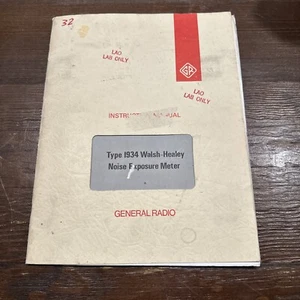 32
LAO
LAB ONLY
GR
LAO
LAB ONLY
INSTRUCTION MANUAL
Type 1934 Walsh-Healey
Noise Exposure Meter
GENERAL RADIO